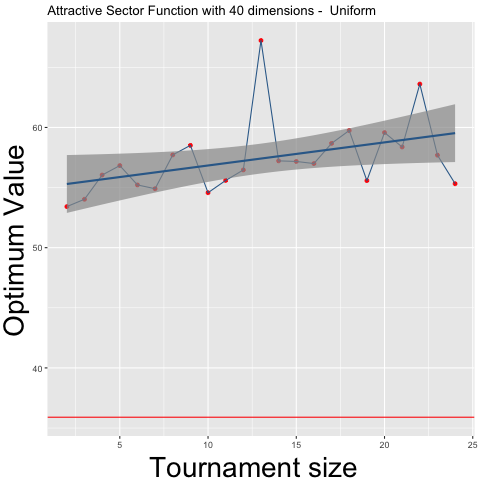 Attractive Sector Function with 40 dimensions - Uniform
60
50
40
Optimum Value
5 10 15 20 25
Tournament size